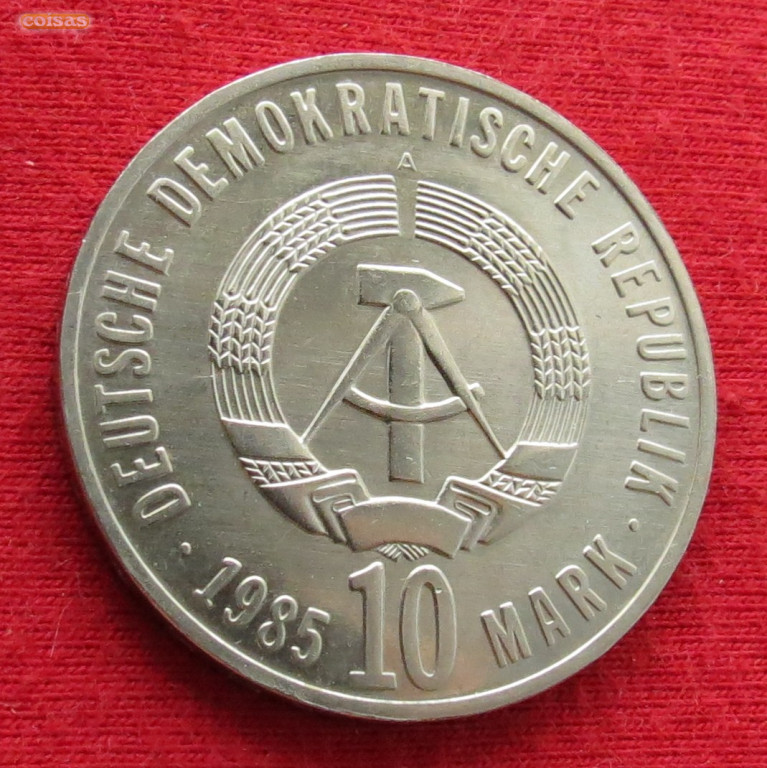 coisas
DEUTSCHE DEMOKRATISCHE REPUBLIK
A
· 1985 10 MARK ·